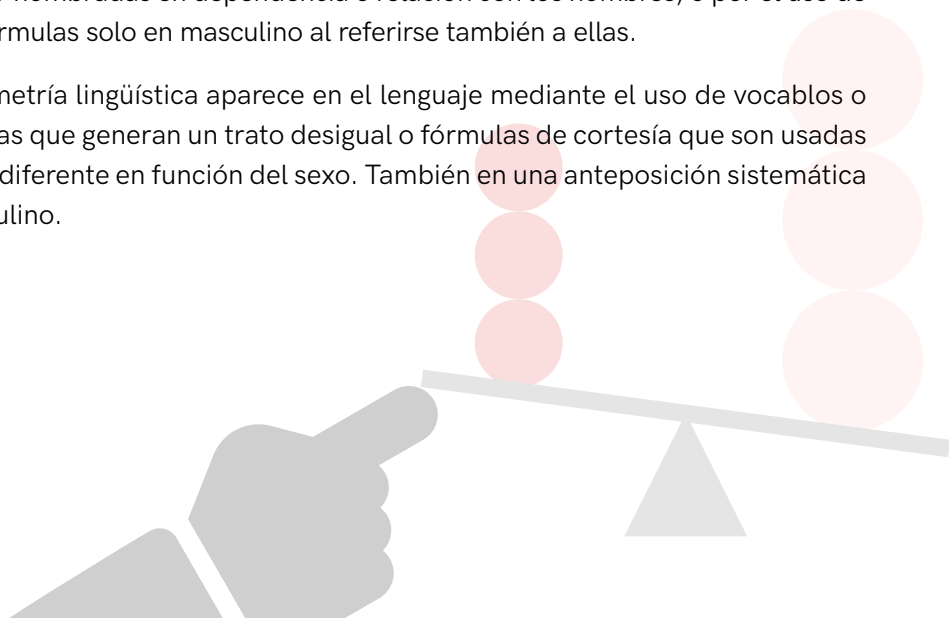 nombradas en dependencia o relación con los hombres, o por el uso de
rmulas solo en masculino al referirse también a ellas.
metría lingüística aparece en el lenguaje mediante el uso de vocablos o
as que generan un trato desigual o fórmulas de cortesía que son usadas
diferente en función del sexo. También en una anteposición sistemática
ulino.